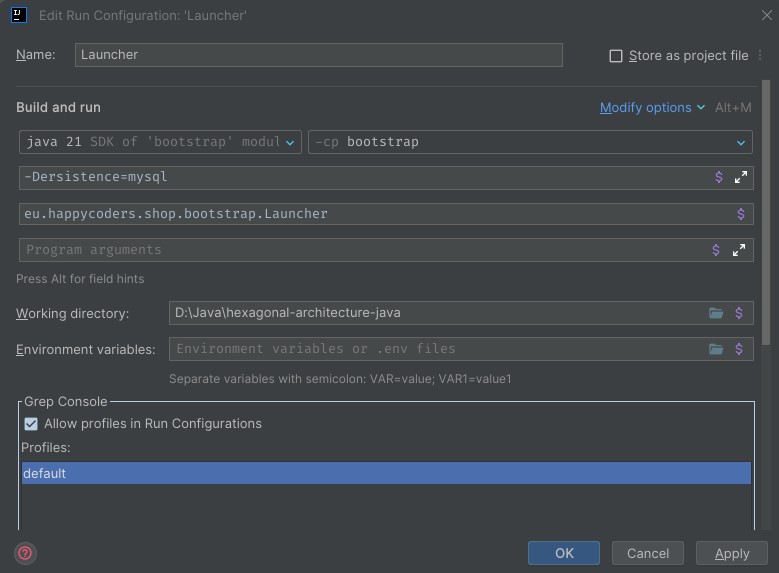 IJ
Edit Run Configuration: 'Launcher'
Name: Launcher Store as project file
Build and run Modify options Alt+M
java 21 SDK of 'bootstrap' modul -cp bootstrap
-Dersistence=mysql $
eu.happycoders.shop.bootstrap.Launcher $
Program arguments $
Press Alt for field hints
Working directory: D:\Java\hexagonal-architecture-java $
Environment variables: Environment variables or .env files $
Separate variables with semicolon: VAR=value; VAR1=value1
Grep Console
Allow profiles in Run Configurations
Profiles:
default
? OK Cancel Apply